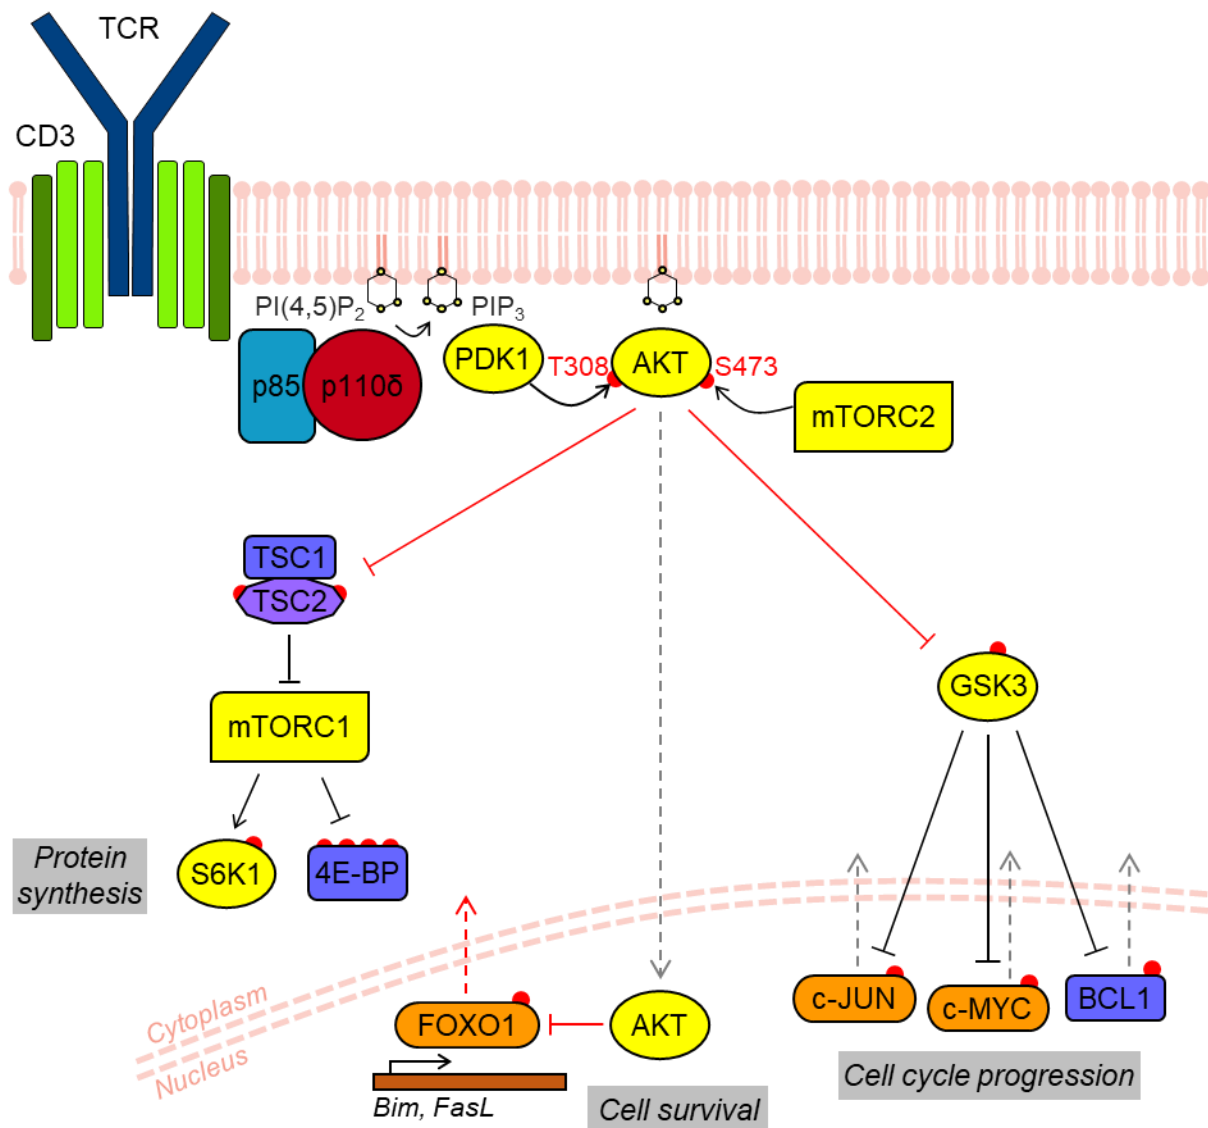 TCR
CD3
PI(4,5)P2
PIP3
p85
p110δ
PDK1
T308
AKT
S473
mTORC2
TSC1
TSC2
mTORC1
GSK3
S6K1
4E-BP
Protein
synthesis
Cytoplasm
Nucleus
FOXO1
AKT
c-JUN
c-MYC
BCL1
Bim, FasL
Cell survival
Cell cycle progression